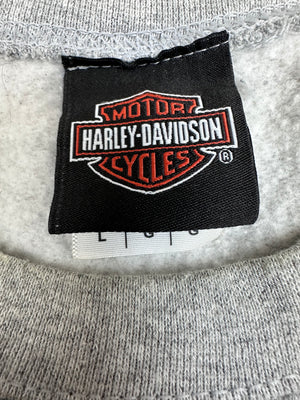 MOTOR
HARLEY-DAVIDSON
CYCLES ®
L | G | G